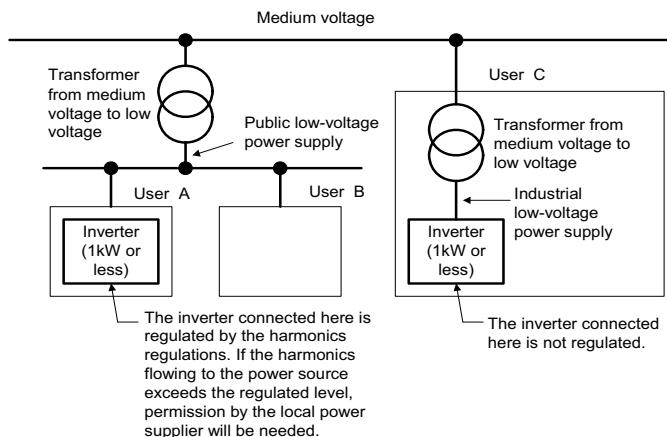 Medium voltage
Transformer
from medium
voltage to low
voltage
Public low-voltage
power supply
User A
User B
Inverter
(1kW or
less)
The inverter connected here is
regulated by the harmonics
regulations. If the harmonics
flowing to the power source
exceeds the regulated level,
permission by the local power
supplier will be needed.
User C
Transformer from
medium voltage to
low voltage
Industrial
low-voltage
power supply
Inverter
(1kW or
less)
The inverter connected
here is not regulated.